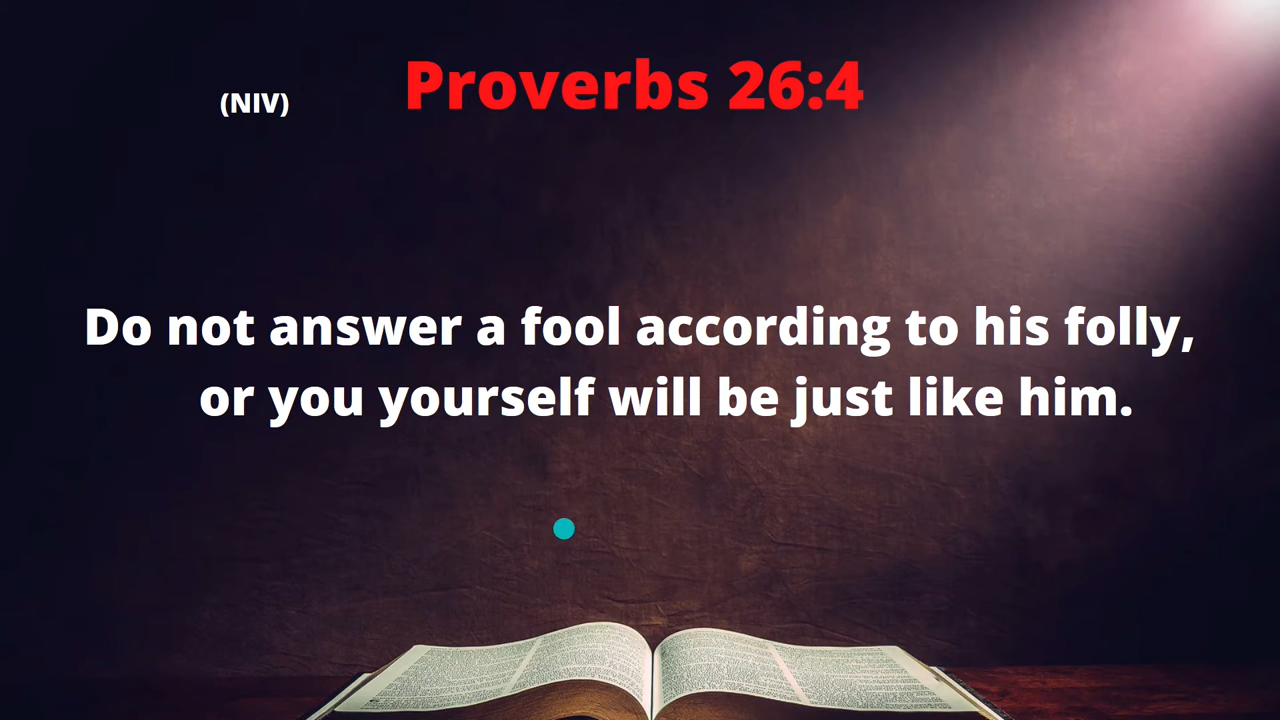 (NIV) Proverbs 26:4
Do not answer a fool according to his folly,
or you yourself will be just like him.